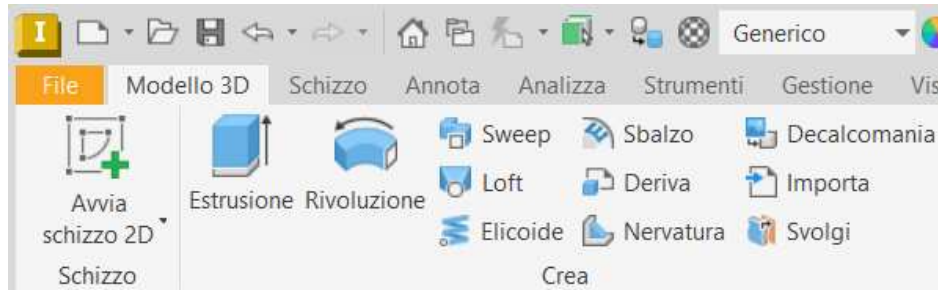 I
Generico
File Modello 3D Schizzo Annota Analizza Strumenti Gestione Vis
Sweep Sbalzo Decalcomania
Estrusione Rivoluzione Loft Deriva Importa
Avvia
schizzo 2D Elicoide Nervatura Svolgi
Schizzo Crea